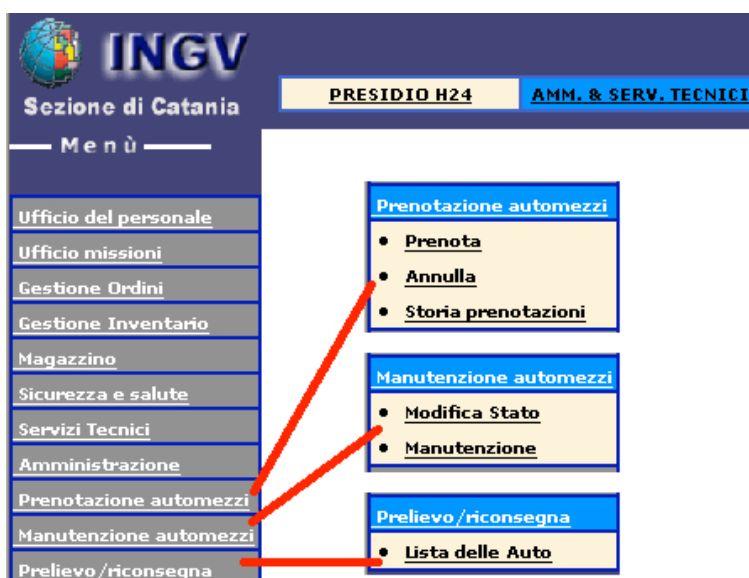 INGV
Sezione di Catania
Menù
PRESIDIO H24
AMM. & SERV. TECNICI
Ufficio del personale
Ufficio missioni
Gestione Ordini
Gestione Inventario
Magazzino
Sicurezza e salute
Servizi Tecnici
Amministrazione
Prenotazione automezzi
Manutenzione automezzi
Prelievo/riconsegna
Prenotazione automezzi
Prenota
Annulla
Storia prenotazioni
Manutenzione automezzi
Modifica Stato
Manutenzione
Prelievo/riconsegna
Lista delle Auto